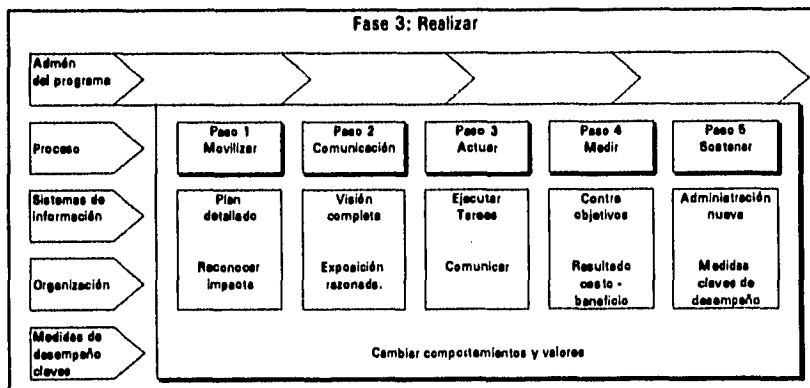 Fase 3: Realizar
Admón
del programa
Proceso
Paso 1
Movilizar
Paso 2
Comunicación
Paso 3
Actuar
Paso 4
Medir
Paso 5
Sostener
Sistemas de
información
Plan
detallado
Visión
completa
Ejecutar
Tareas
Contra
objetivos
Administración
nueva
Organización
Reconocer
Impacta
Exposición
razonada.
Comunicar
Resultado
costo -
beneficio
Medidas
claves de
desempeño
Medidas de
desempeño
claves
Cambiar comportamientos y valores